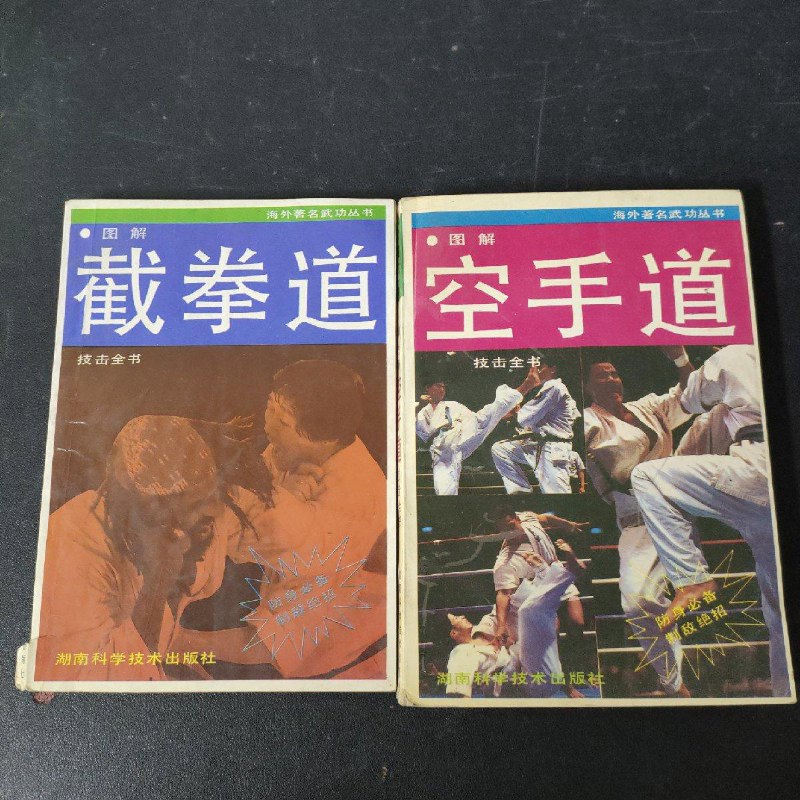 海外著名武功丛书
图解
截拳道
技击全书
防身必备
制敌绝招
湖南科学技术出版社
海外著名武功丛书
图解
空手道
技击全书
防身必备
制敌绝招
湖南科学技术出版社